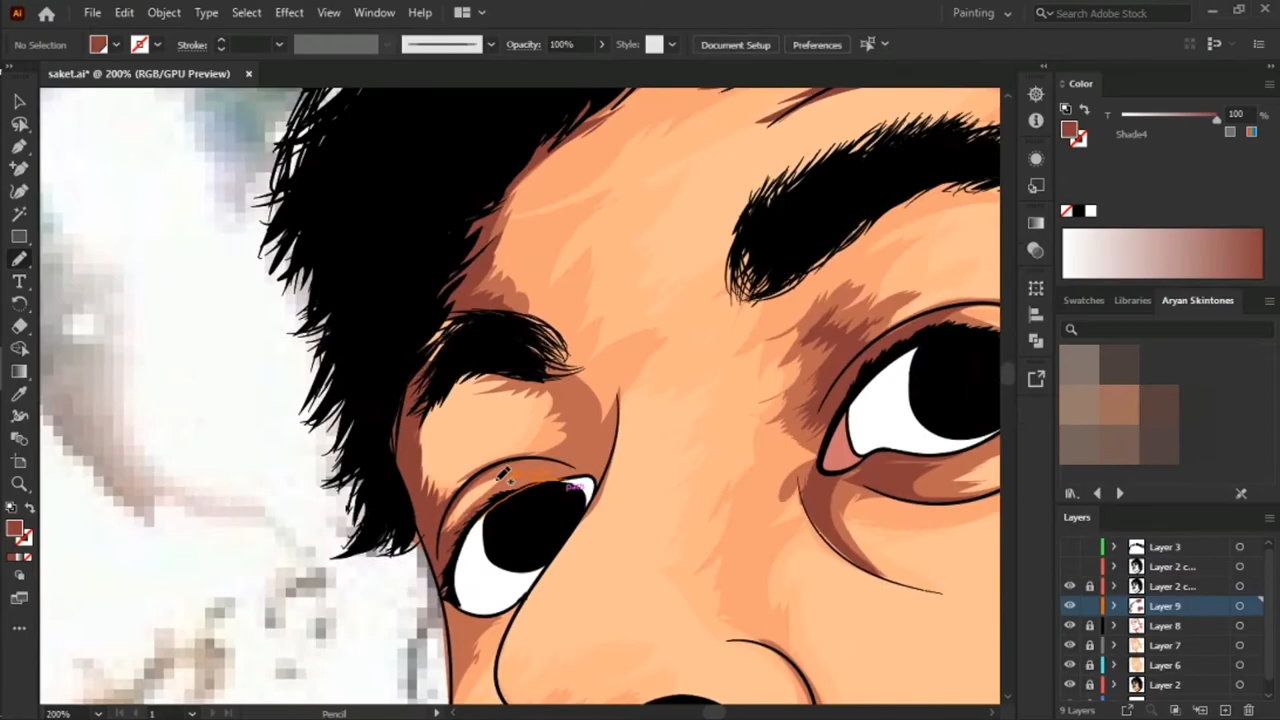 Ai File Edit Object Type Select Effect View Window Help Painting Search Adobe Stock
No Selection Stroke: Opacity: 100% Style: Document Setup Preferences
saket.ai* @ 200% (RGB/GPU Preview) ×
Color
T 100 %
Shade4
Swatches Libraries Aryan Skintones
path
Layers
Layer 3
Layer 2 c...
Layer 2 c...
Layer 9
Layer 8
Layer 7
Layer 6
Layer 2
200% 1 Pencil 9 Layers